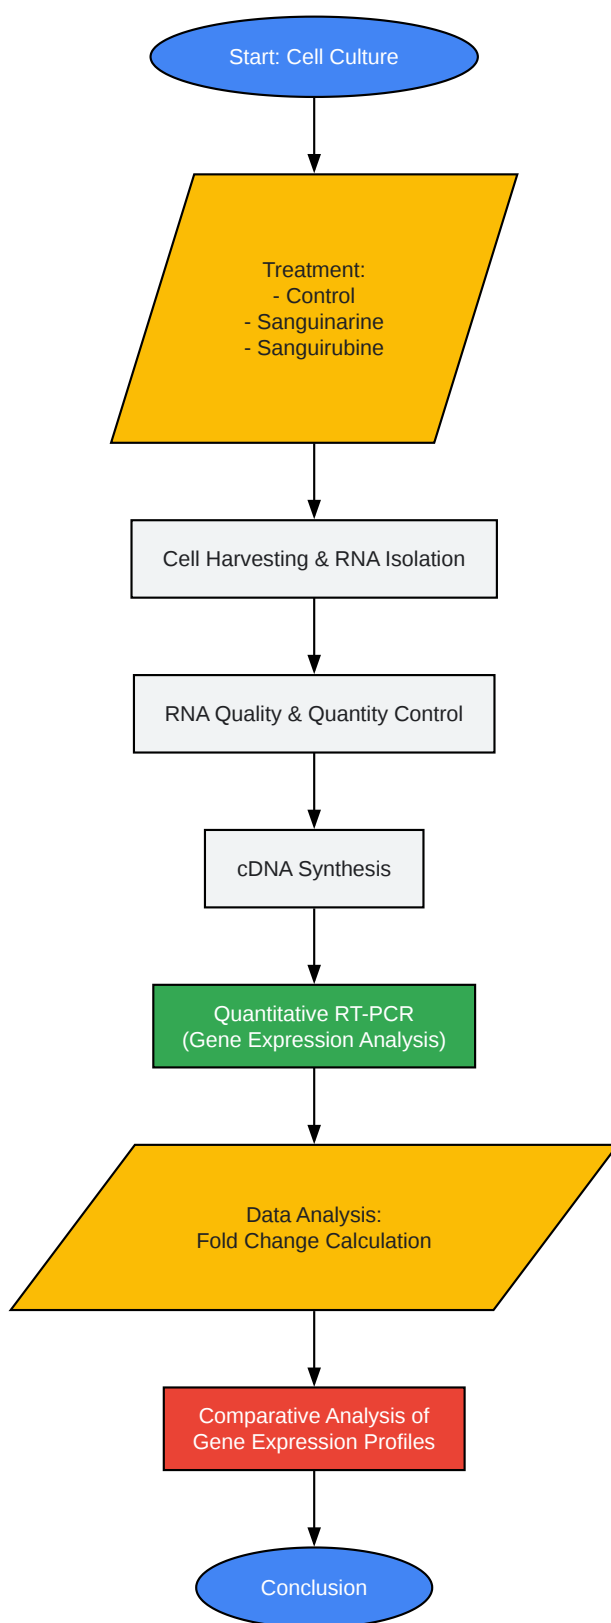 Start: Cell Culture
Treatment:
- Control
- Sanguinarine
- Sanguirubine
Cell Harvesting & RNA Isolation
RNA Quality & Quantity Control
cDNA Synthesis
Quantitative RT-PCR
(Gene Expression Analysis)
Data Analysis:
Fold Change Calculation
Comparative Analysis of
Gene Expression Profiles
Conclusion